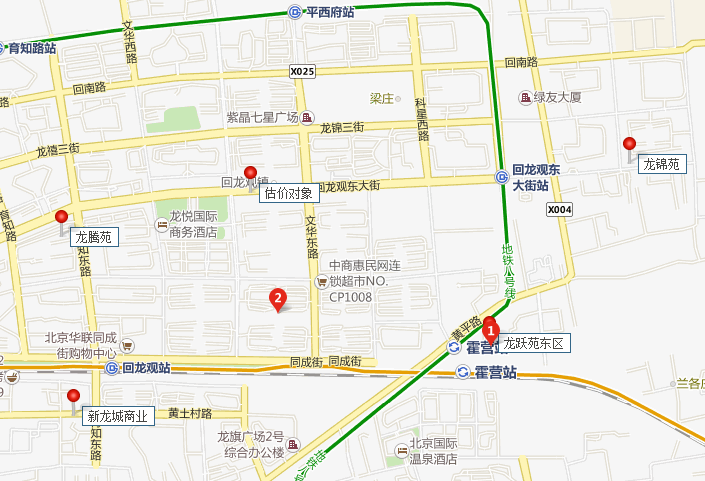 平西府站
育知路站
文华西路
回南路
X025
回南路
梁庄
科星西路
绿友大厦
紫晶七星广场
龙锦三街
龙禧三街
回龙观东
大街站
龙锦苑
回龙观镇
估价对象
回龙观东大街
X004
育知路
龙腾苑
龙悦国际
商务酒店
文华东路
地铁八号线
中商惠民网连
锁超市NO.
CP1008
2
黄平路
1
北京华联同成
街购物中心
霍营站
龙跃苑东区
同成街
同成街
回龙观站
霍营站
兰各庄
9
新龙城商业
黄土村路
龙旗广场2号
综合办公楼
北京国际
温泉酒店
地铁八号